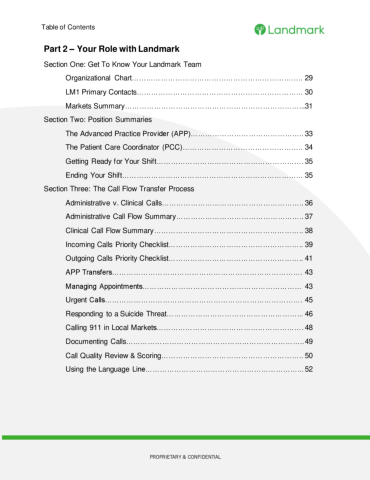 Table of Contents
Landmark
Part 2 – Your Role with Landmark
Section One: Get To Know Your Landmark Team
Organizational Chart……………………………………………………………… 29
LM1 Primary Contacts…………………………………………………………… 30
Markets Summary…………………………………………………………………..31
Section Two: Position Summaries
The Advanced Practice Provider (APP)………………………………………… 33
The Patient Care Coordinator (PCC)…………………………………………… 34
Getting Ready for Your Shift……………………………………………………… 35
Ending Your Shift………………………………………………………………… 35
Section Three: The Call Flow Transfer Process
Administrative v. Clinical Calls…………………………………………………… 36
Administrative Call Flow Summary……………………………………………… 37
Clinical Call Flow Summary……………………………………………………… 38
Incoming Calls Priority Checklist………………………………………………… 39
Outgoing Calls Priority Checklist………………………………………………… 41
APP Transfers……………………………………………………………………… 43
Managing Appointments…………………………………………………………… 43
Urgent Calls………………………………………………………………………… 45
Responding to a Suicide Threat…………………………………………………… 46
Calling 911 in Local Markets……………………………………………………… 48
Documenting Calls…………………………………………………………………..49
Call Quality Review & Scoring…………………………………………………… 50
Using the Language Line…………………………………………………………… 52
PROPRIETARY & CONFIDENTIAL